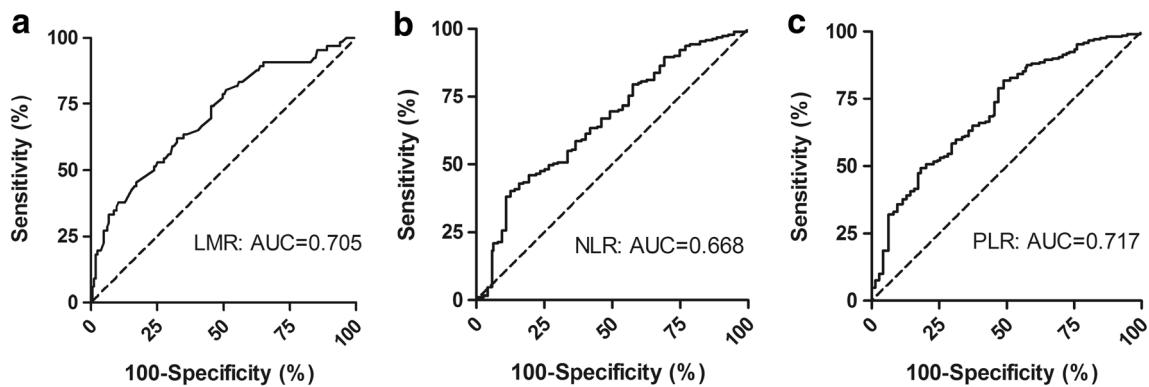 a
100
75
50
25
0
Sensitivity (%)
LMR: AUC=0.705
0
25
50
75
100
100-Specificity (%)
b
100
75
50
25
0
Sensitivity (%)
NLR: AUC=0.668
0
25
50
75
100
100-Specificity (%)
c
100
75
50
25
0
Sensitivity (%)
PLR: AUC=0.717
0
25
50
75
100
100-Specificity (%)